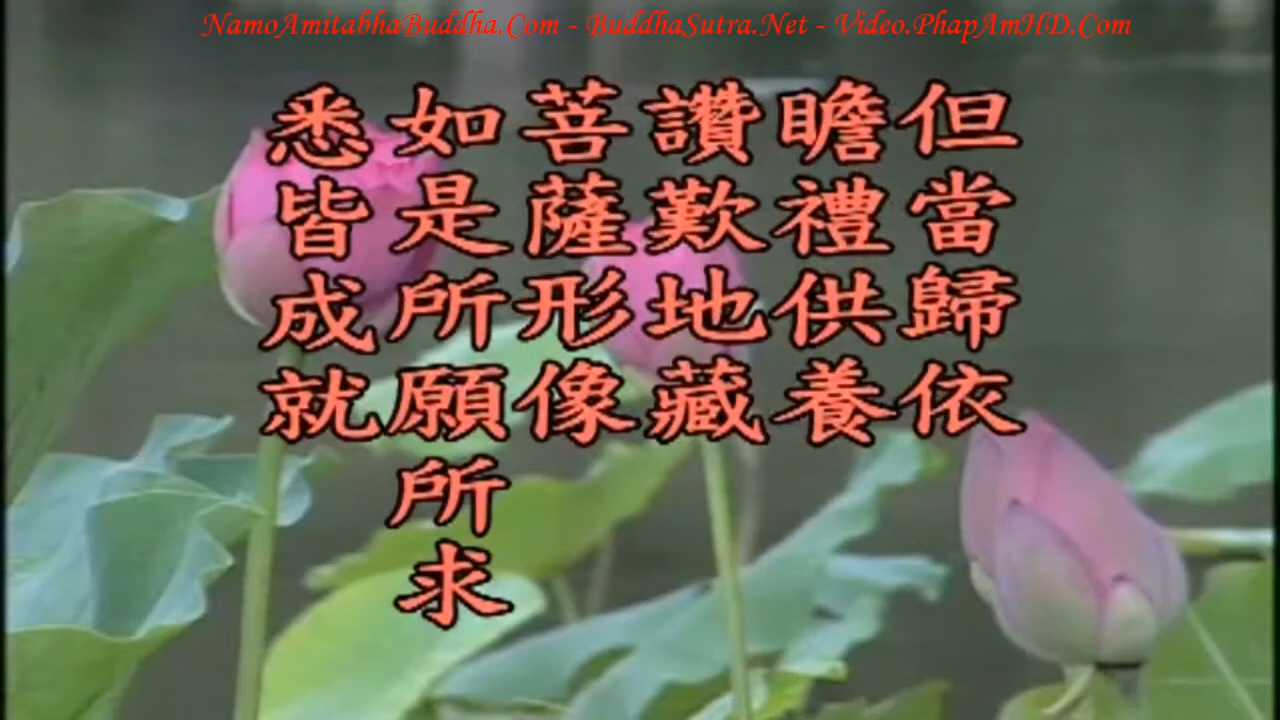 NamoAmitabhaBuddha.Com - BuddhaSutra.Net - Video.PhapAmHD.Com
但當歸依
瞻禮供養
讚歎地藏
菩薩形像
如是所願所求
悉皆成就